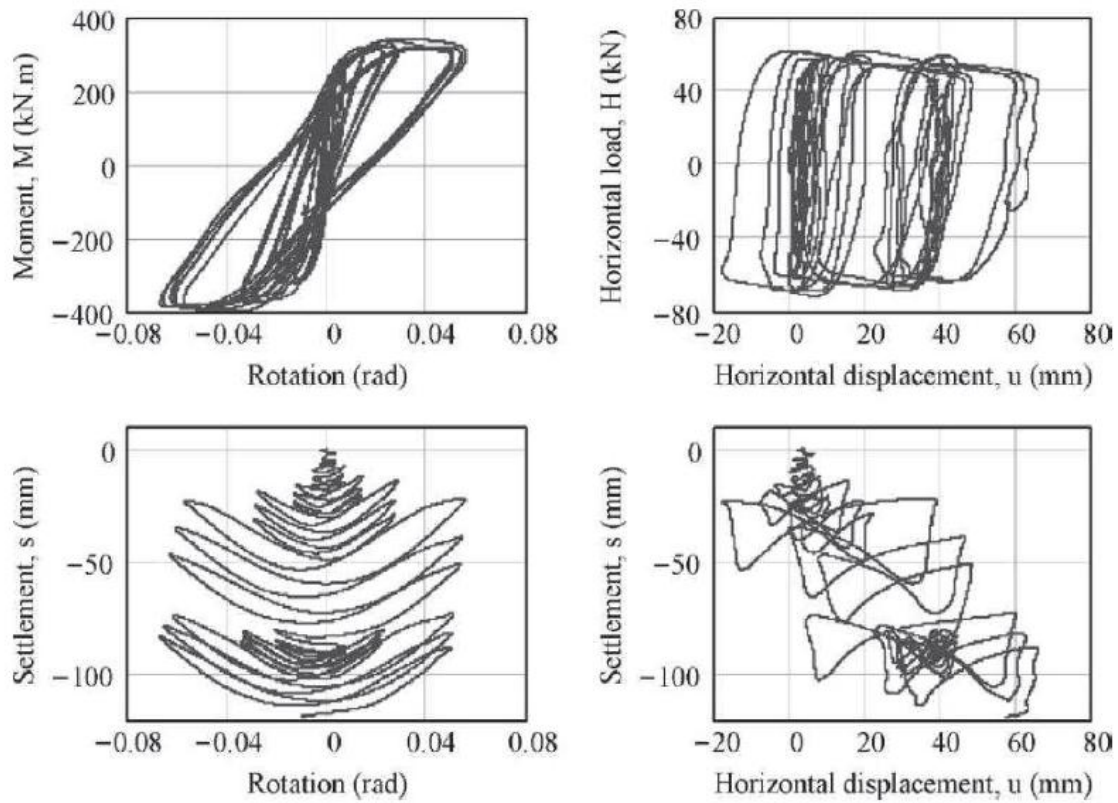 Moment, M (kN.m)
400
200
0
−200
−400
−0.08 −0.04 0 0.04 0.08
Rotation (rad)
Horizontal load, H (kN)
80
40
0
−40
−80
−20 0 20 40 60 80
Horizontal displacement, u (mm)
Settlement, s (mm)
0
−50
−100
−0.08 −0.04 0 0.04 0.08
Rotation (rad)
Settlement, s (mm)
0
−50
−100
−20 0 20 40 60 80
Horizontal displacement, u (mm)